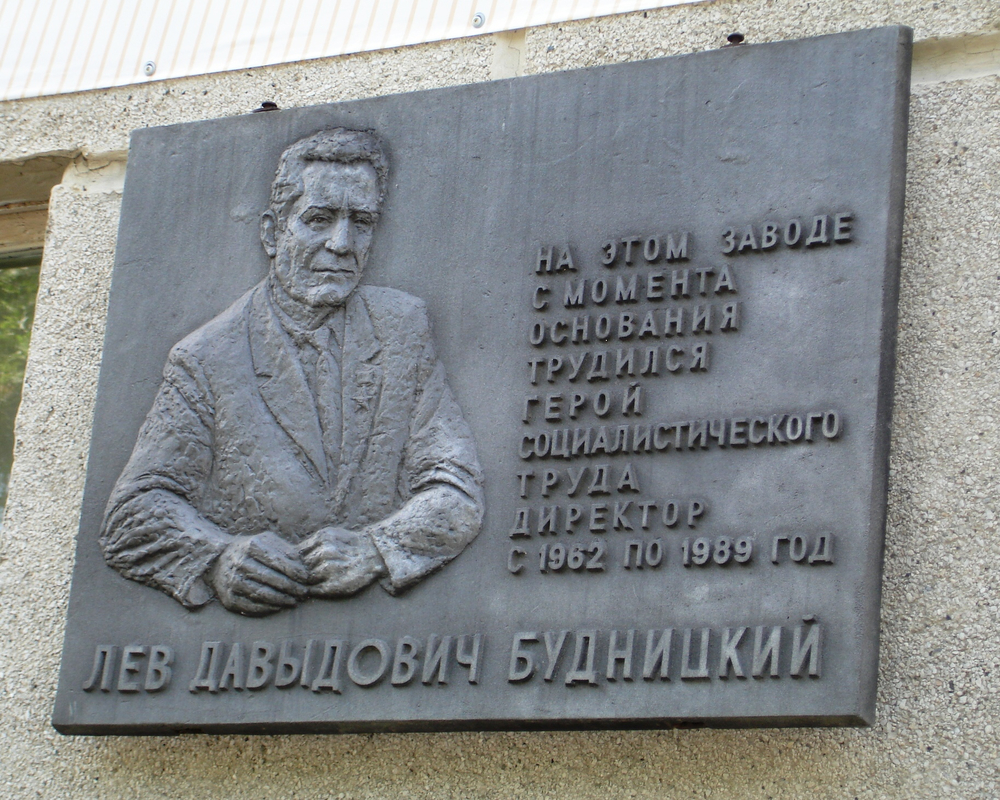 НА ЭТОМ ЗАВОДЕ
С МОМЕНТА
ОСНОВАНИЯ
ТРУДИЛСЯ
ГЕРОЙ
СОЦИАЛИСТИЧЕСКОГО
ТРУДА
ДИРЕКТОР
С 1962 ПО 1989 ГОД
ЛЕВ ДАВЫДОВИЧ БУДНИЦКИЙ